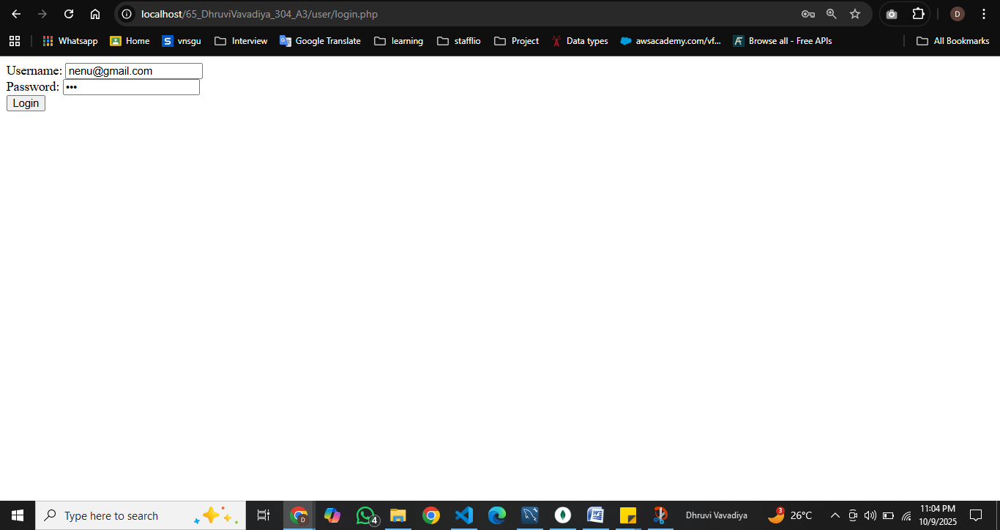 localhost/65_DhruviVavadiya_304_A3/user/login.php
D
Whatsapp Home S vnsgu Interview Google Translate learning stafflio Project Data types awsacademy.com/vf... Browse all - Free APIs All Bookmarks
Username: nenu@gmail.com
Password: •••
Login
Type here to search
D
4
Dhruvi Vavadiya
3
26°C
11:04 PM
10/9/2025